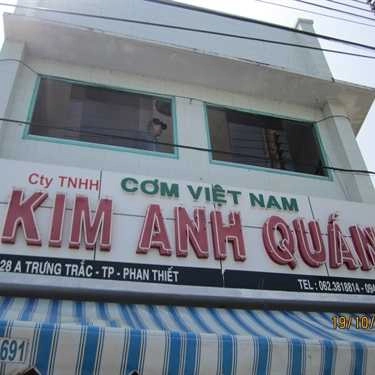 Cty TNHH CƠM VIỆT NAM
KIM ANH QUÁN
28 A TRƯNG TRẮC - TP - PHAN THIẾT TEL : 062.3818814 - 09
19/10/
691